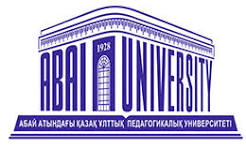 1928
ABAI UNIVERSITY
АБАЙ АТЫНДАҒЫ ҚАЗАҚ ҰЛТТЫҚ ПЕДАГОГИКАЛЫҚ УНИВЕРСИТЕТІ